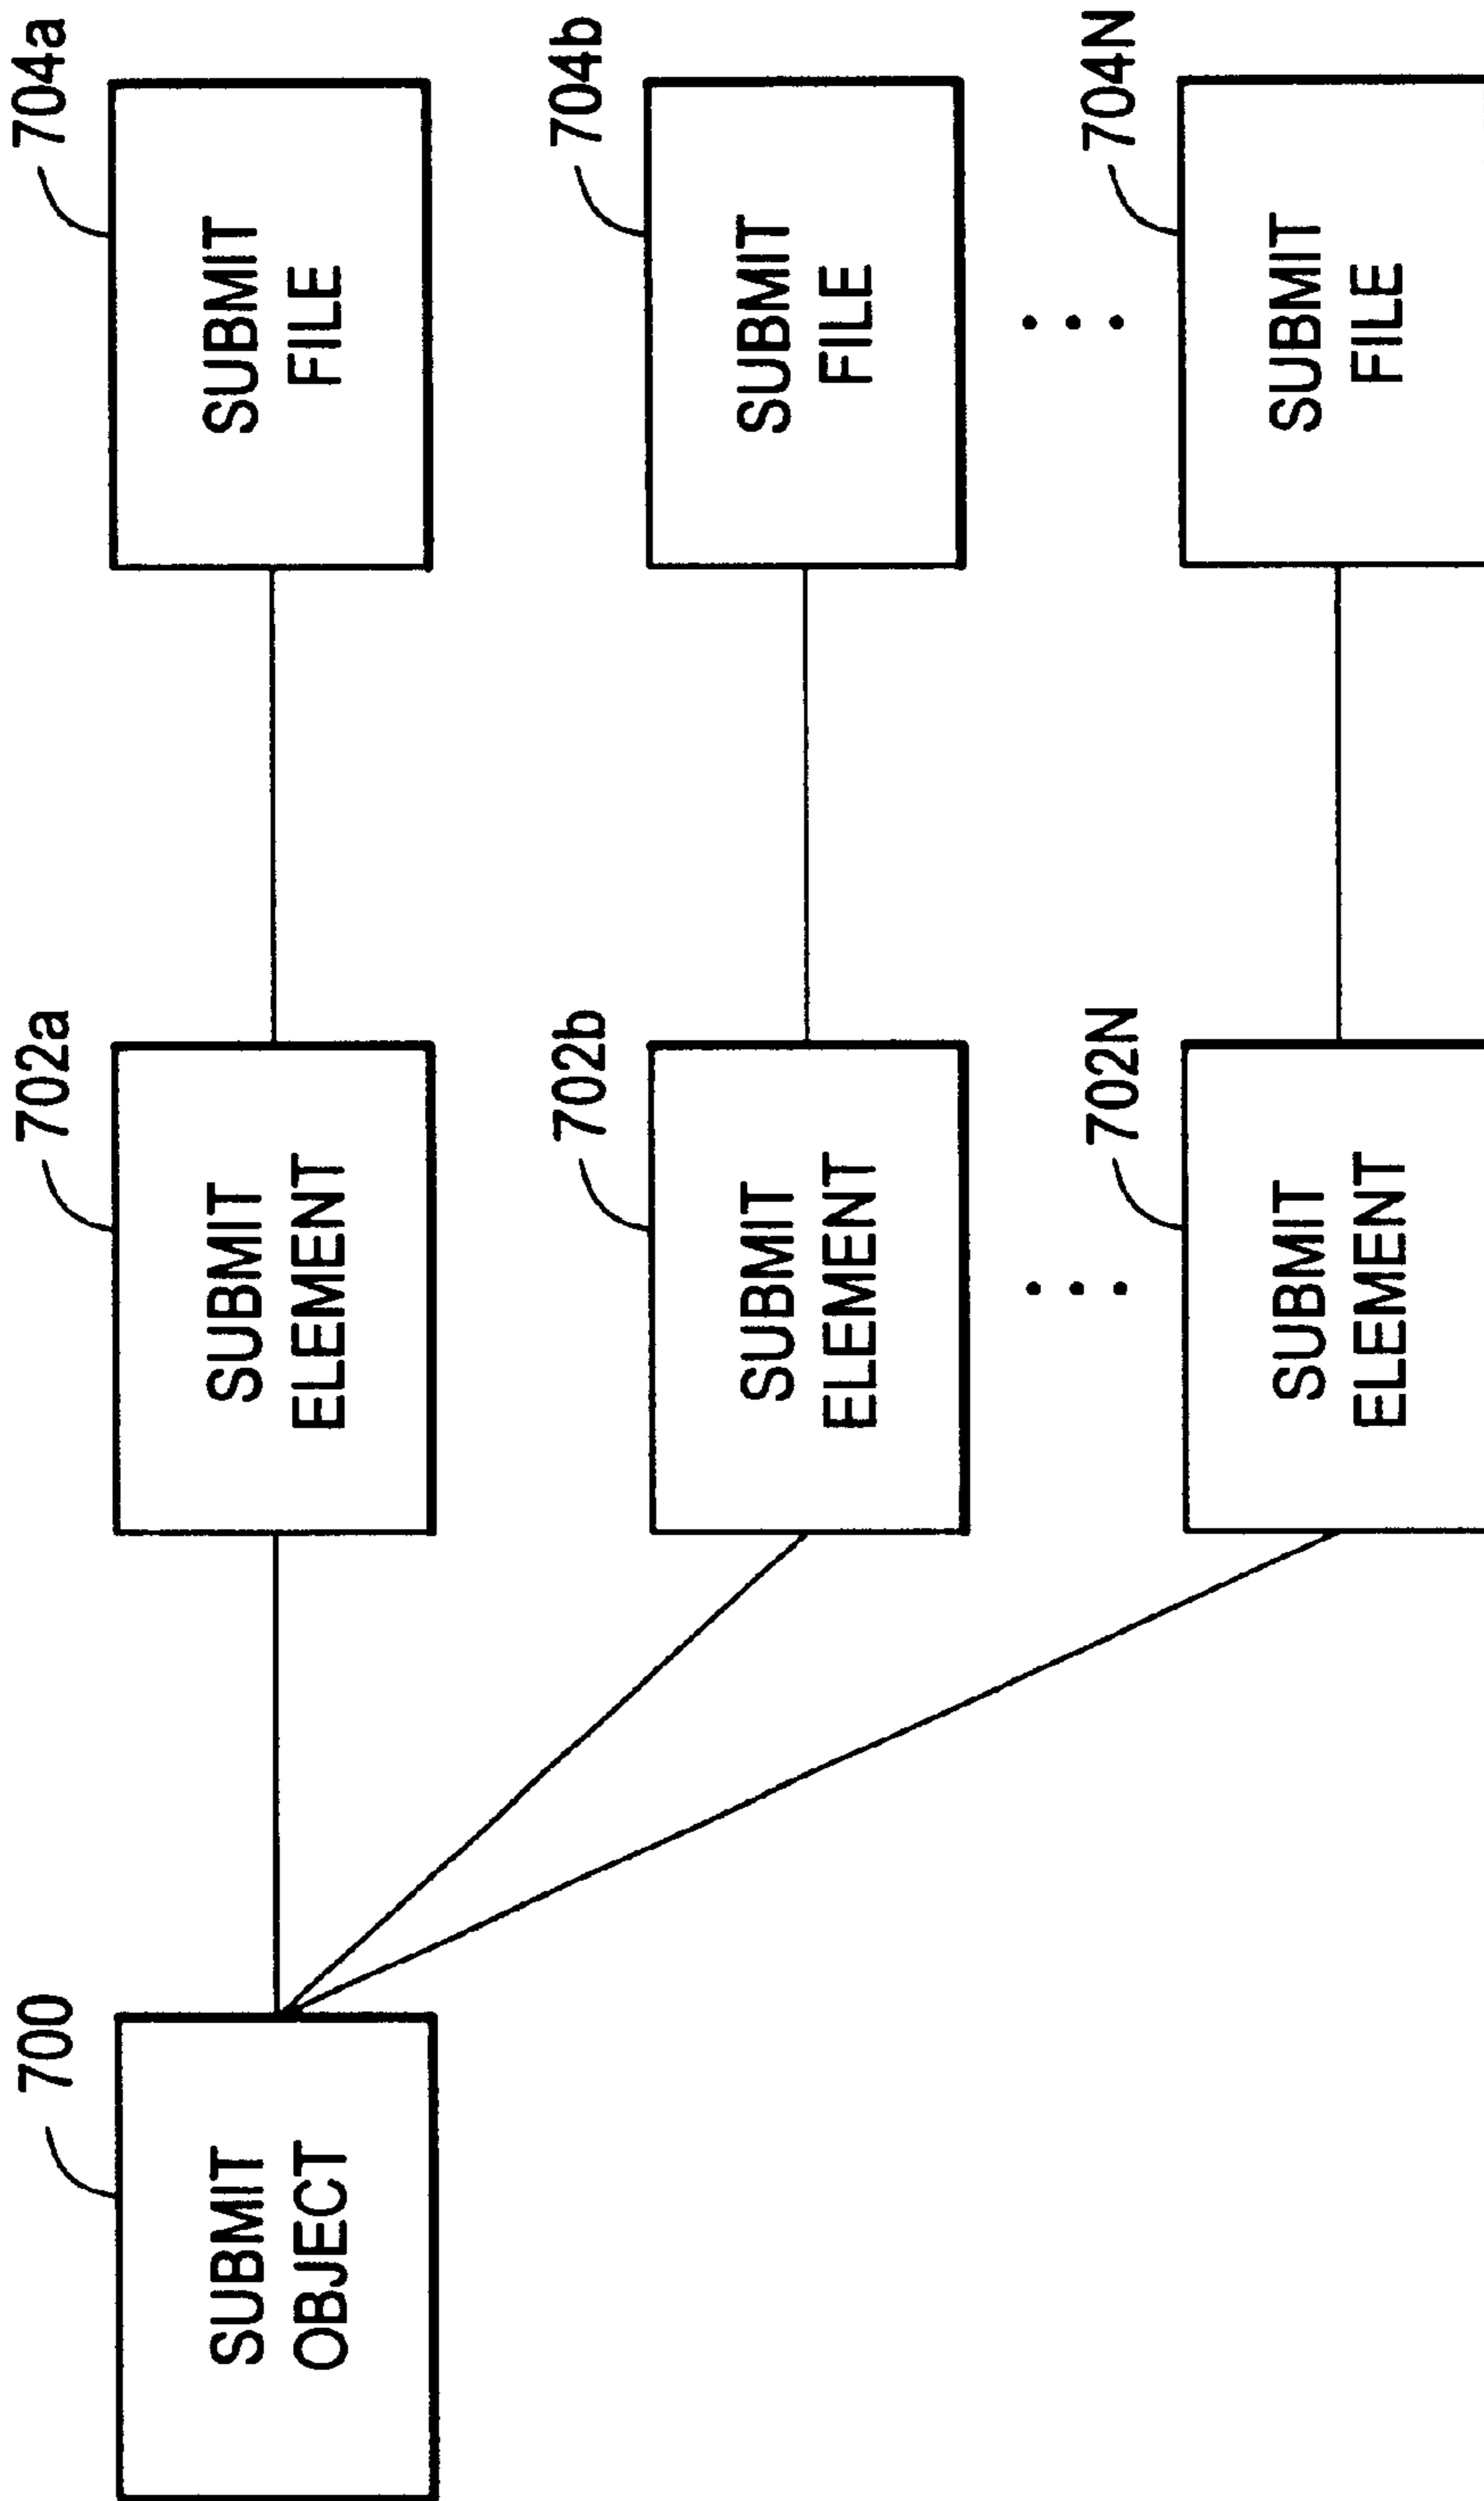 700
SUBMIT
OBJECT
702a
SUBMIT
ELEMENT
704a
SUBMIT
FILE
702b
SUBMIT
ELEMENT
704b
SUBMIT
FILE
702N
SUBMIT
ELEMENT
704N
SUBMIT
FILE